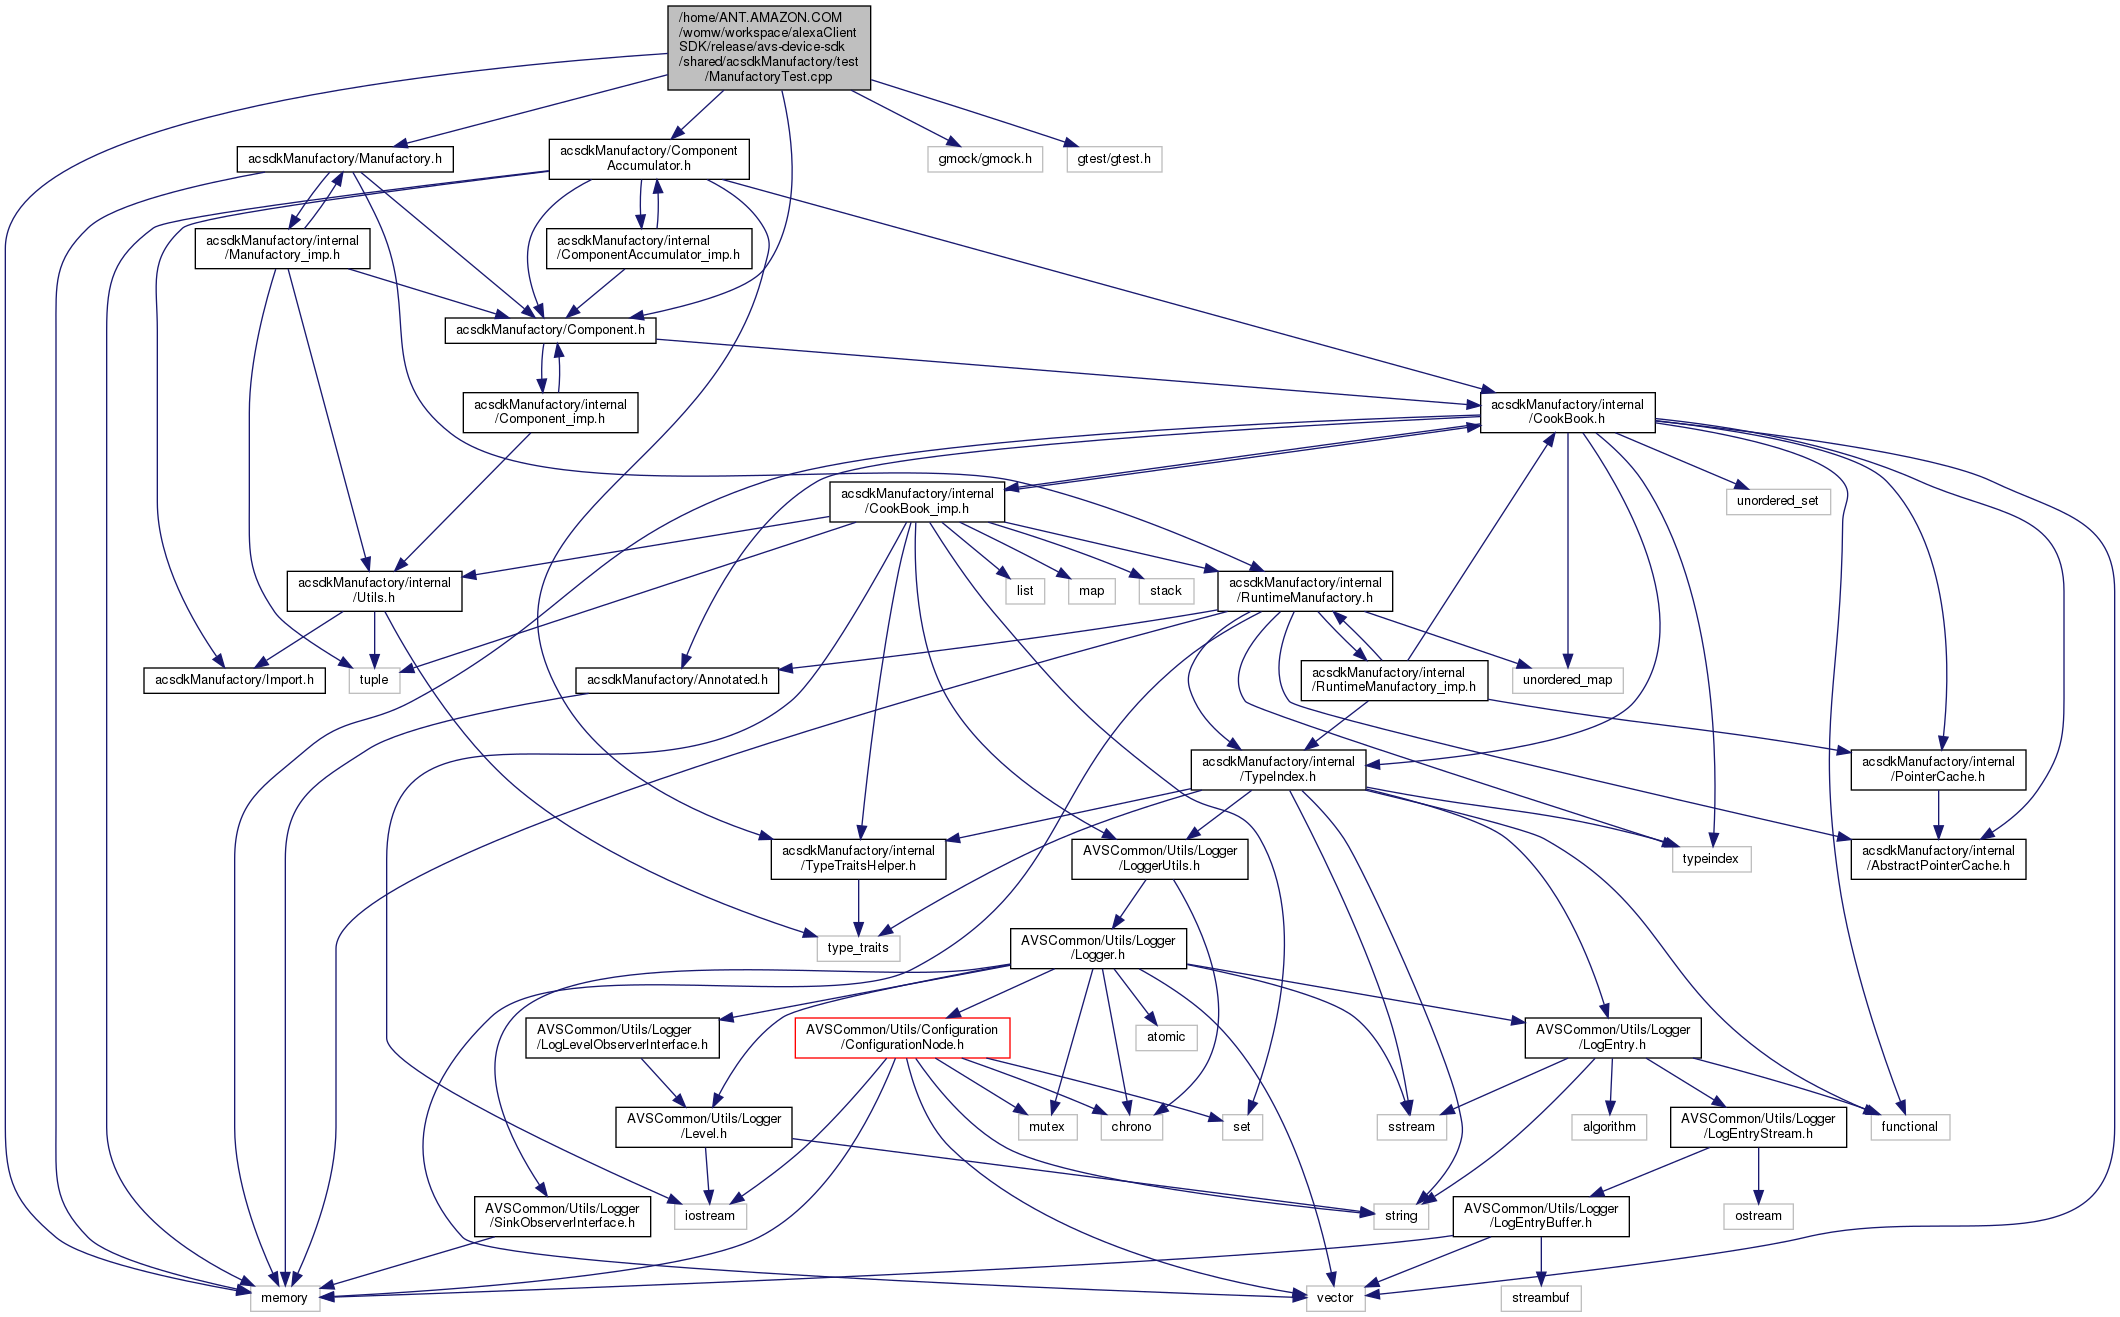 /home/ANT.AMAZON.COM
/womw/workspace/alexaClient
SDK/release/avs-device-sdk
/shared/acsdkManufactory/test
/ManufactoryTest.cpp
acsdkManufactory/Manufactory.h
acsdkManufactory/Component
Accumulator.h
gmock/gmock.h
gtest/gtest.h
acsdkManufactory/internal
/Manufactory_imp.h
acsdkManufactory/internal
/ComponentAccumulator_imp.h
acsdkManufactory/Component.h
acsdkManufactory/internal
/Component_imp.h
acsdkManufactory/internal
/CookBook.h
acsdkManufactory/internal
/CookBook_imp.h
unordered_set
acsdkManufactory/internal
/Utils.h
list
map
stack
acsdkManufactory/internal
/RuntimeManufactory.h
acsdkManufactory/Import.h
tuple
acsdkManufactory/Annotated.h
acsdkManufactory/internal
/RuntimeManufactory_imp.h
unordered_map
acsdkManufactory/internal
/TypeIndex.h
acsdkManufactory/internal
/PointerCache.h
acsdkManufactory/internal
/TypeTraitsHelper.h
AVSCommon/Utils/Logger
/LoggerUtils.h
typeindex
acsdkManufactory/internal
/AbstractPointerCache.h
type_traits
AVSCommon/Utils/Logger
/Logger.h
AVSCommon/Utils/Logger
/LogLevelObserverInterface.h
AVSCommon/Utils/Configuration
/ConfigurationNode.h
atomic
AVSCommon/Utils/Logger
/LogEntry.h
AVSCommon/Utils/Logger
/Level.h
mutex
chrono
set
sstream
algorithm
AVSCommon/Utils/Logger
/LogEntryStream.h
functional
AVSCommon/Utils/Logger
/SinkObserverInterface.h
iostream
string
AVSCommon/Utils/Logger
/LogEntryBuffer.h
ostream
memory
vector
streambuf